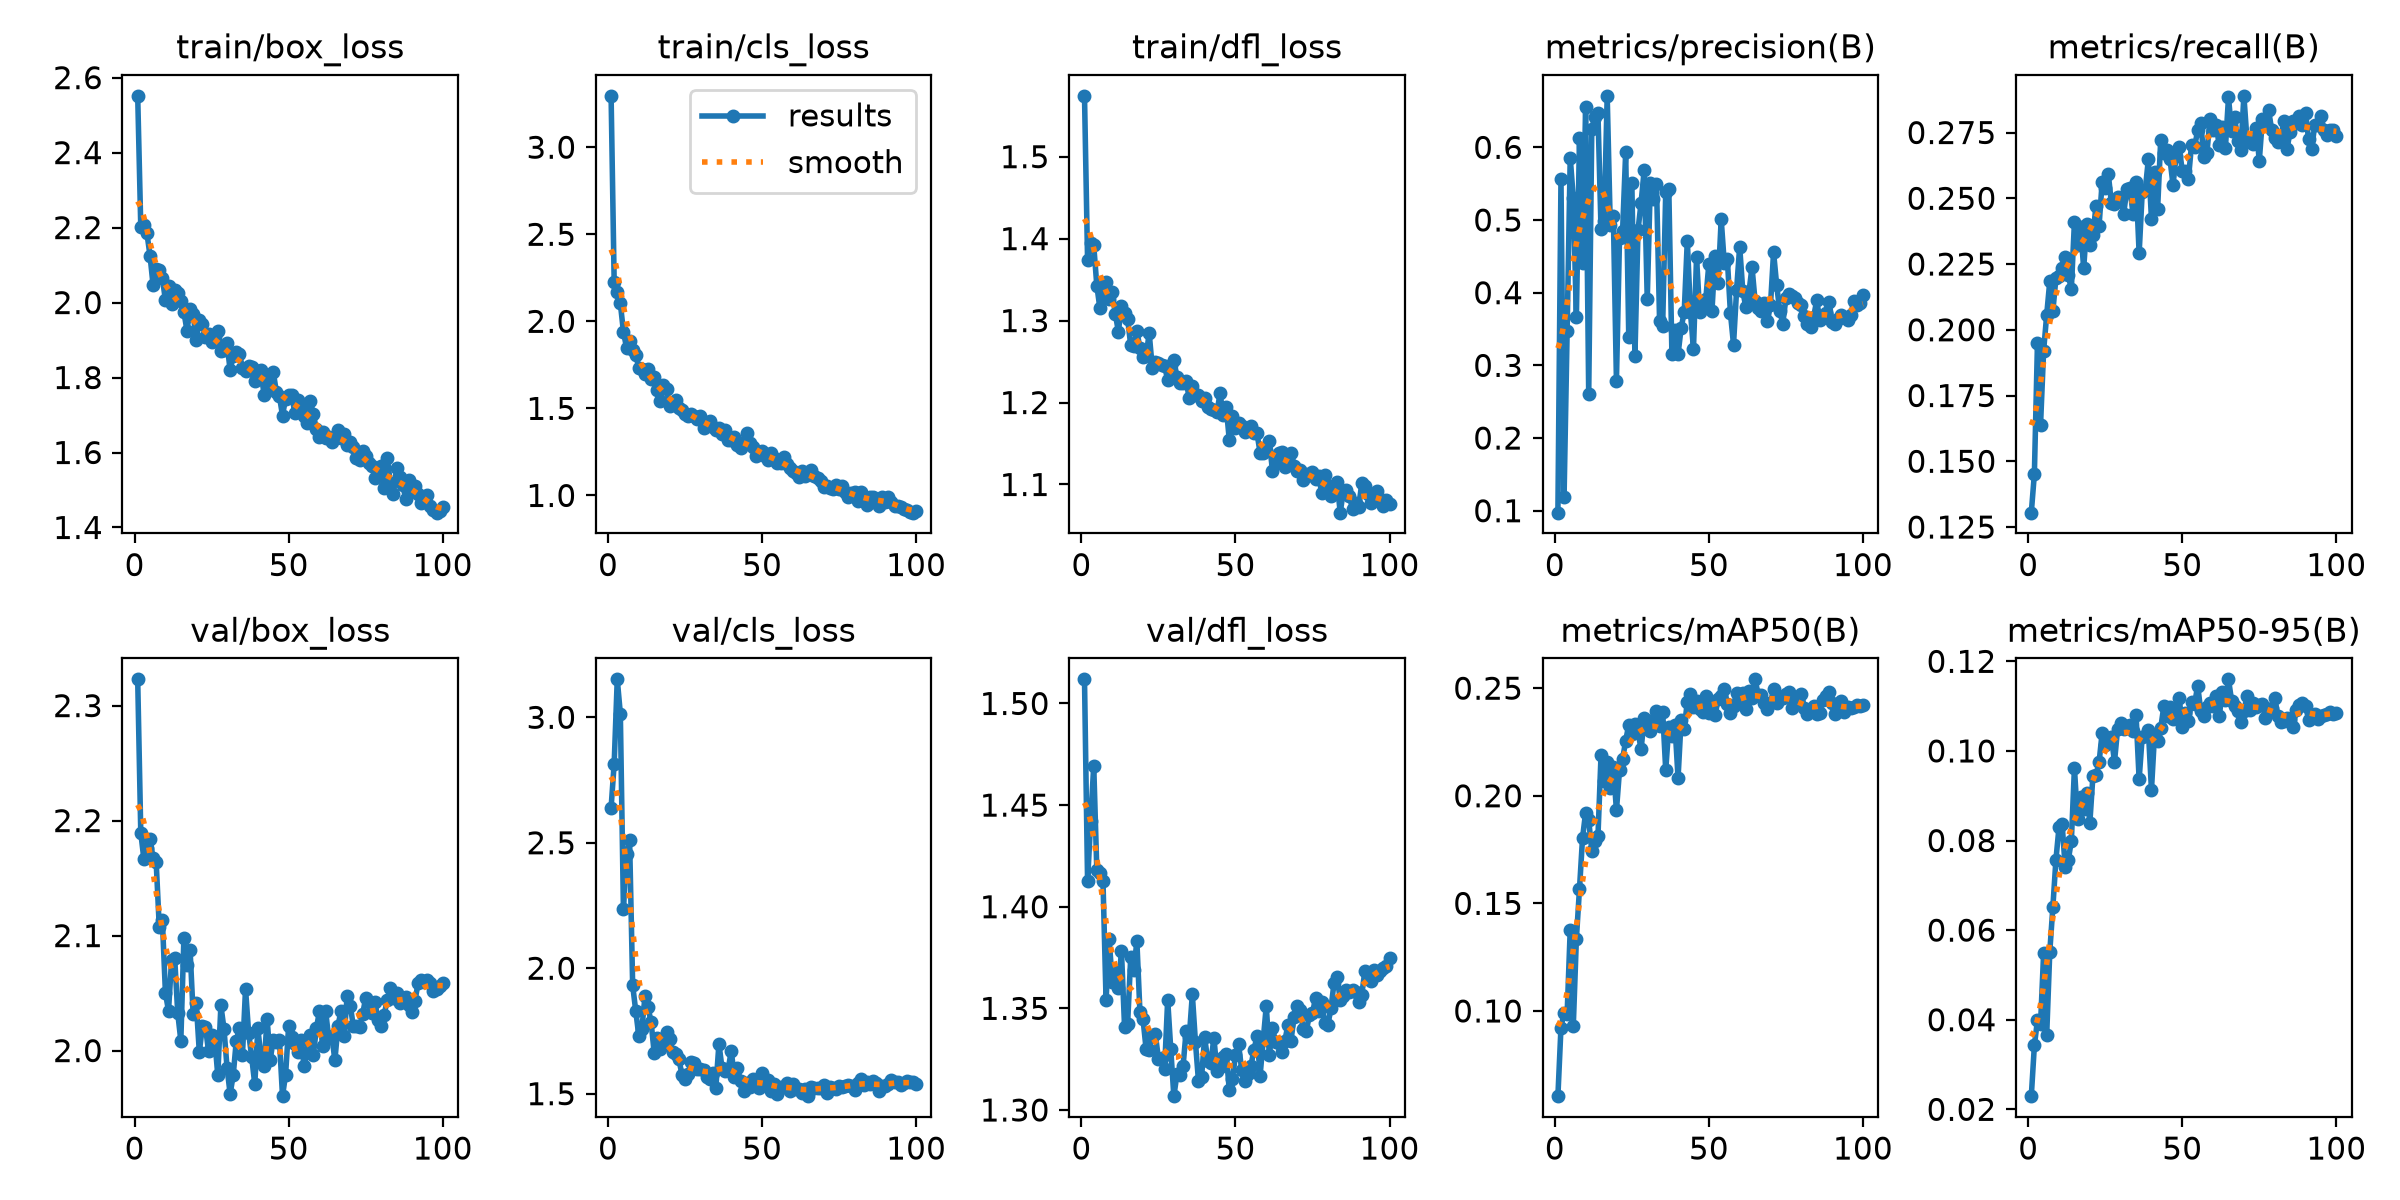 train/box_loss
2.6
2.4
2.2
2.0
1.8
1.6
1.4
0 50 100
train/cls_loss
results
smooth
3.0
2.5
2.0
1.5
1.0
0 50 100
train/dfl_loss
1.5
1.4
1.3
1.2
1.1
0 50 100
metrics/precision(B)
0.6
0.5
0.4
0.3
0.2
0.1
0 50 100
metrics/recall(B)
0.275
0.250
0.225
0.200
0.175
0.150
0.125
0 50 100
val/box_loss
2.3
2.2
2.1
2.0
0 50 100
val/cls_loss
3.0
2.5
2.0
1.5
0 50 100
val/dfl_loss
1.50
1.45
1.40
1.35
1.30
0 50 100
metrics/mAP50(B)
0.25
0.20
0.15
0.10
0 50 100
metrics/mAP50-95(B)
0.12
0.10
0.08
0.06
0.04
0.02
0 50 100